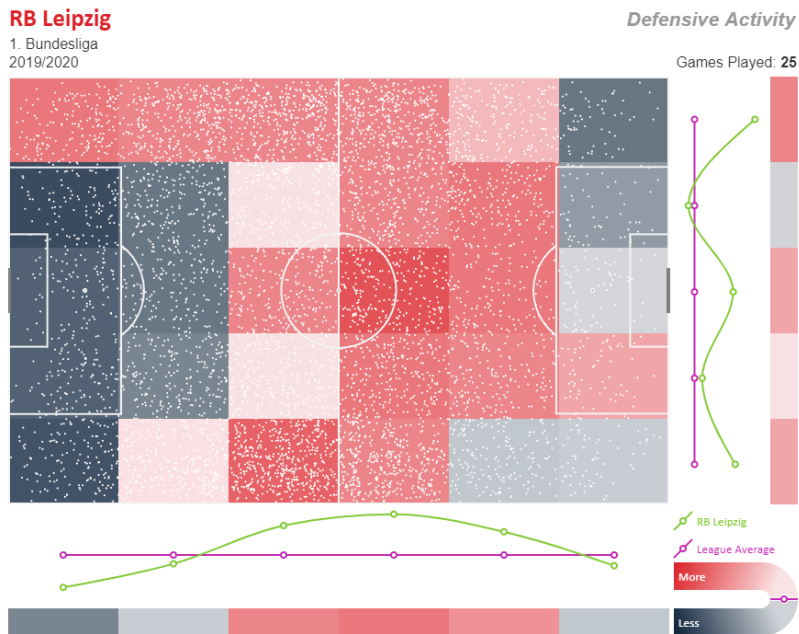 RB Leipzig
Defensive Activity
1. Bundesliga
2019/2020
Games Played: 25
RB Leipzig
League Average
More
Less